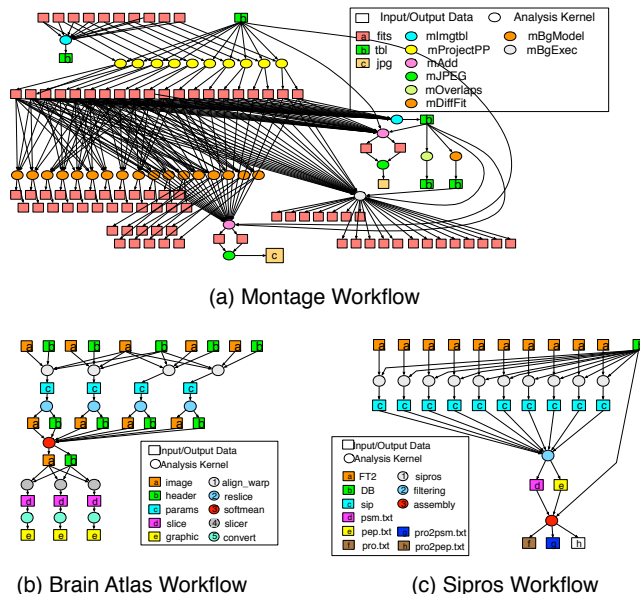 b
Input/Output Data Analysis Kernel
a fits mImgtbl mBgModel
b tbl mProjectPP mBgExec
c jpg mAdd
mJPEG
mOverlaps
mDiffFit
b
b
b b
c
(a) Montage Workflow
a b a b a b a b a b
c c c c
a b a b a b a b
a b
d d d
e e e
Input/Output Data
Analysis Kernel
a image 1 align_warp
b header 2 reslice
c params 3 softmean
d slice 4 slicer
e graphic 5 convert
(b) Brain Atlas Workflow
a a a a a a a a a a b
c c c c c c c c c c
d e
f g h
Input/Output Data
Analysis Kernel
a FT2 1 sipros
b DB 2 filtering
c sip 3 assembly
d psm.txt
e pep.txt g pro2psm.txt
f pro.txt h pro2pep.txt
(c) Sipros Workflow